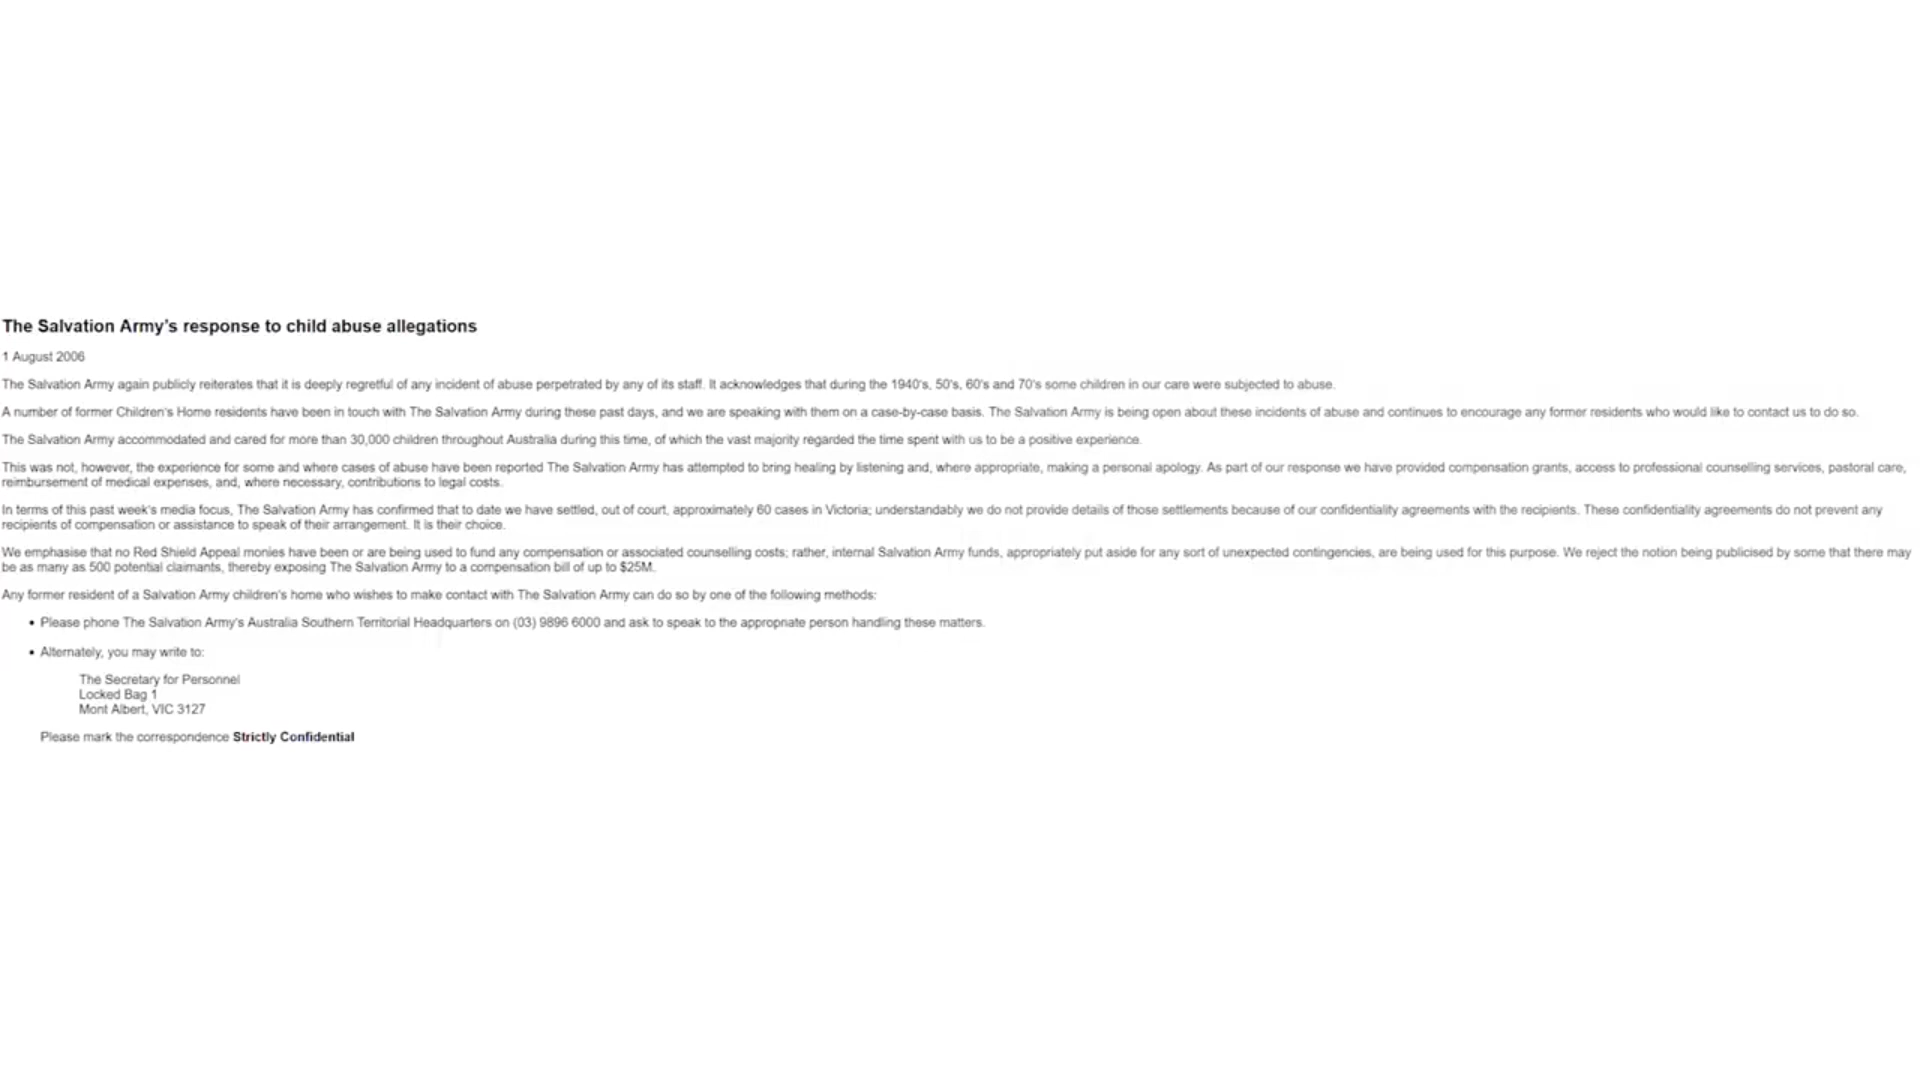 The Salvation Army's response to child abuse allegations
1 August 2006
The Salvation Army again publicly reiterates that it is deeply regretful of any incident of abuse perpetrated by any of its staff. It acknowledges that during the 1940's, 50's, 60's and 70's some children in our care were subjected to abuse.
A number of former Children's Home residents have been in touch with The Salvation Army during these past days, and we are speaking with them on a case-by-case basis. The Salvation Army is being open about these incidents of abuse and continues to encourage any former residents who would like to contact us to do so.
The Salvation Army accommodated and cared for more than 30,000 children throughout Australia during this time, of which the vast majority regarded the time spent with us to be a positive experience.
This was not, however, the experience for some and where cases of abuse have been reported The Salvation Army has attempted to bring healing by listening and, where appropriate, making a personal apology. As part of our response we have provided compensation grants, access to professional counselling services, pastoral care,
reimbursement of medical expenses, and, where necessary, contributions to legal costs.
In terms of this past week's media focus, The Salvation Army has confirmed that to date we have settled, out of court, approximately 60 cases in Victoria; understandably we do not provide details of those settlements because of our confidentiality agreements with the recipients. These confidentiality agreements do not prevent any
recipients of compensation or assistance to speak of their arrangement. It is their choice.
We emphasise that no Red Shield Appeal monies have been or are being used to fund any compensation or associated counselling costs; rather, internal Salvation Army funds, appropriately put aside for any sort of unexpected contingencies, are being used for this purpose. We reject the notion being publicised by some that there may
be as many as 500 potential claimants, thereby exposing The Salvation Army to a compensation bill of up to $25M.
Any former resident of a Salvation Army children's home who wishes to make contact with The Salvation Army can do so by one of the following methods:
• Please phone The Salvation Army's Australia Southern Territorial Headquarters on (03) 9896 6000 and ask to speak to the appropriate person handling these matters.
• Alternately, you may write to:
The Secretary for Personnel
Locked Bag 1
Mont Albert, VIC 3127
Please mark the correspondence Strictly Confidential